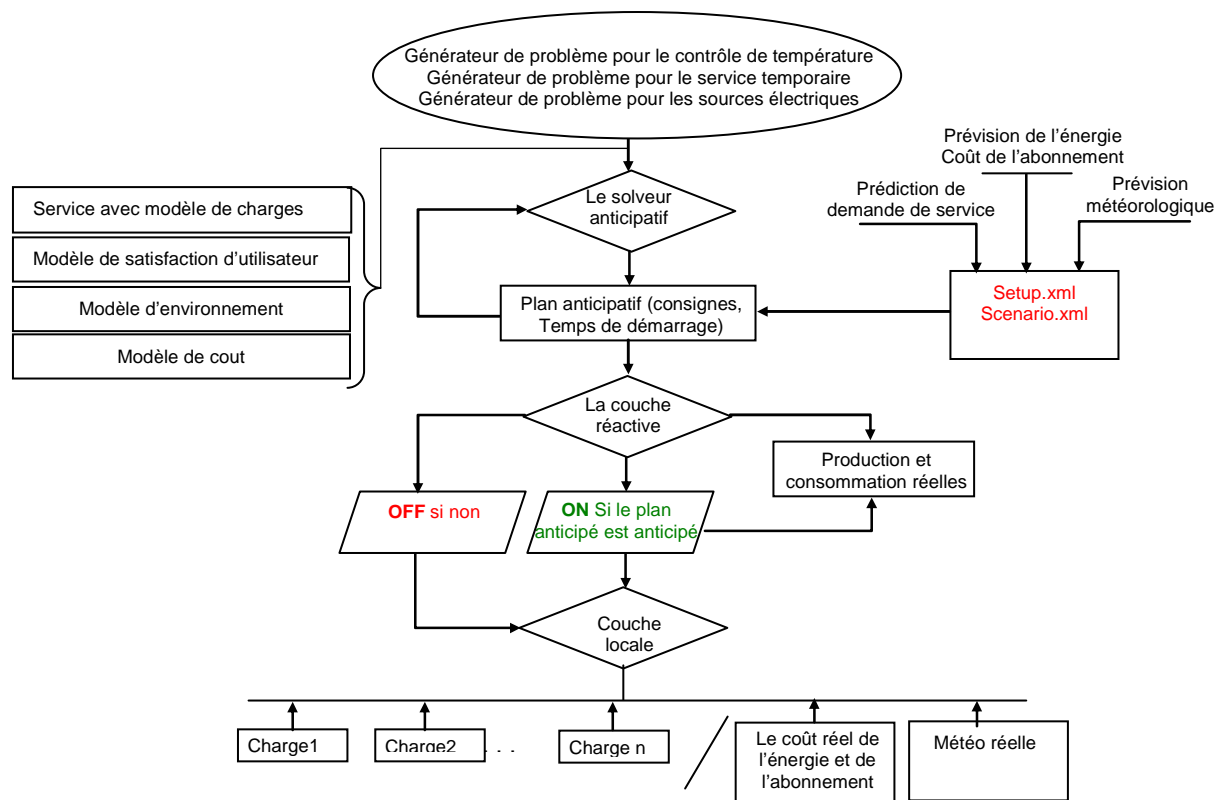 Générateur de problème pour le contrôle de température
Générateur de problème pour le service temporaire
Générateur de problème pour les sources électriques
Prévision de l'énergie
Coût de l'abonnement
Prédiction de
demande de service
Prévision
météorologique
Service avec modèle de charges
Modèle de satisfaction d'utilisateur
Modèle d'environnement
Modèle de cout
Le solveur
anticipatif
Plan anticipatif (consignes,
Temps de démarrage)
Setup.xml
Scenario.xml
La couche
réactive
Production et
consommation réelles
OFF si non
ON Si le plan
anticipé est anticipé
Couche
locale
Charge1
Charge2
. . .
Charge n
Le coût réel de
l'énergie et de
l'abonnement
Météo réelle